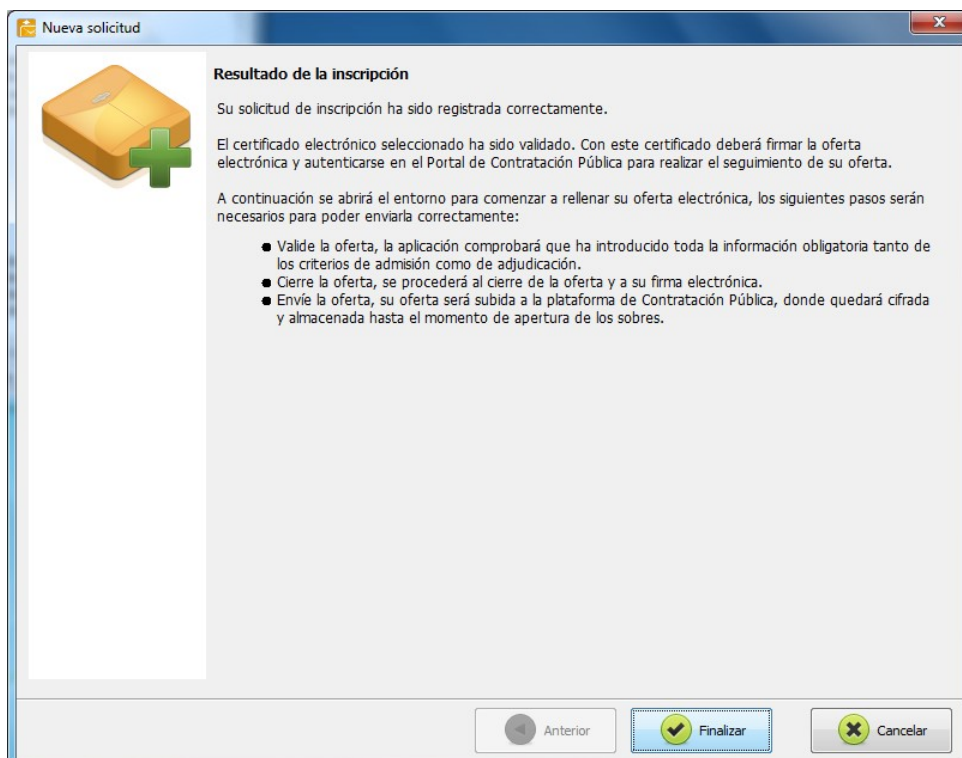 Nueva solicitud
x
Resultado de la inscripción
Su solicitud de inscripción ha sido registrada correctamente.
El certificado electrónico seleccionado ha sido validado. Con este certificado deberá firmar la oferta
electrónica y autenticarse en el Portal de Contratación Pública para realizar el seguimiento de su oferta.
A continuación se abrirá el entorno para comenzar a rellenar su oferta electrónica, los siguientes pasos serán
necesarios para poder enviarla correctamente:
● Valide la oferta, la aplicación comprobará que ha introducido toda la información obligatoria tanto de
los criterios de admisión como de adjudicación.
● Cierre la oferta, se procederá al cierre de la oferta y a su firma electrónica.
● Envíe la oferta, su oferta será subida a la plataforma de Contratación Pública, donde quedará cifrada
y almacenada hasta el momento de apertura de los sobres.
Anterior
Finalizar
Cancelar